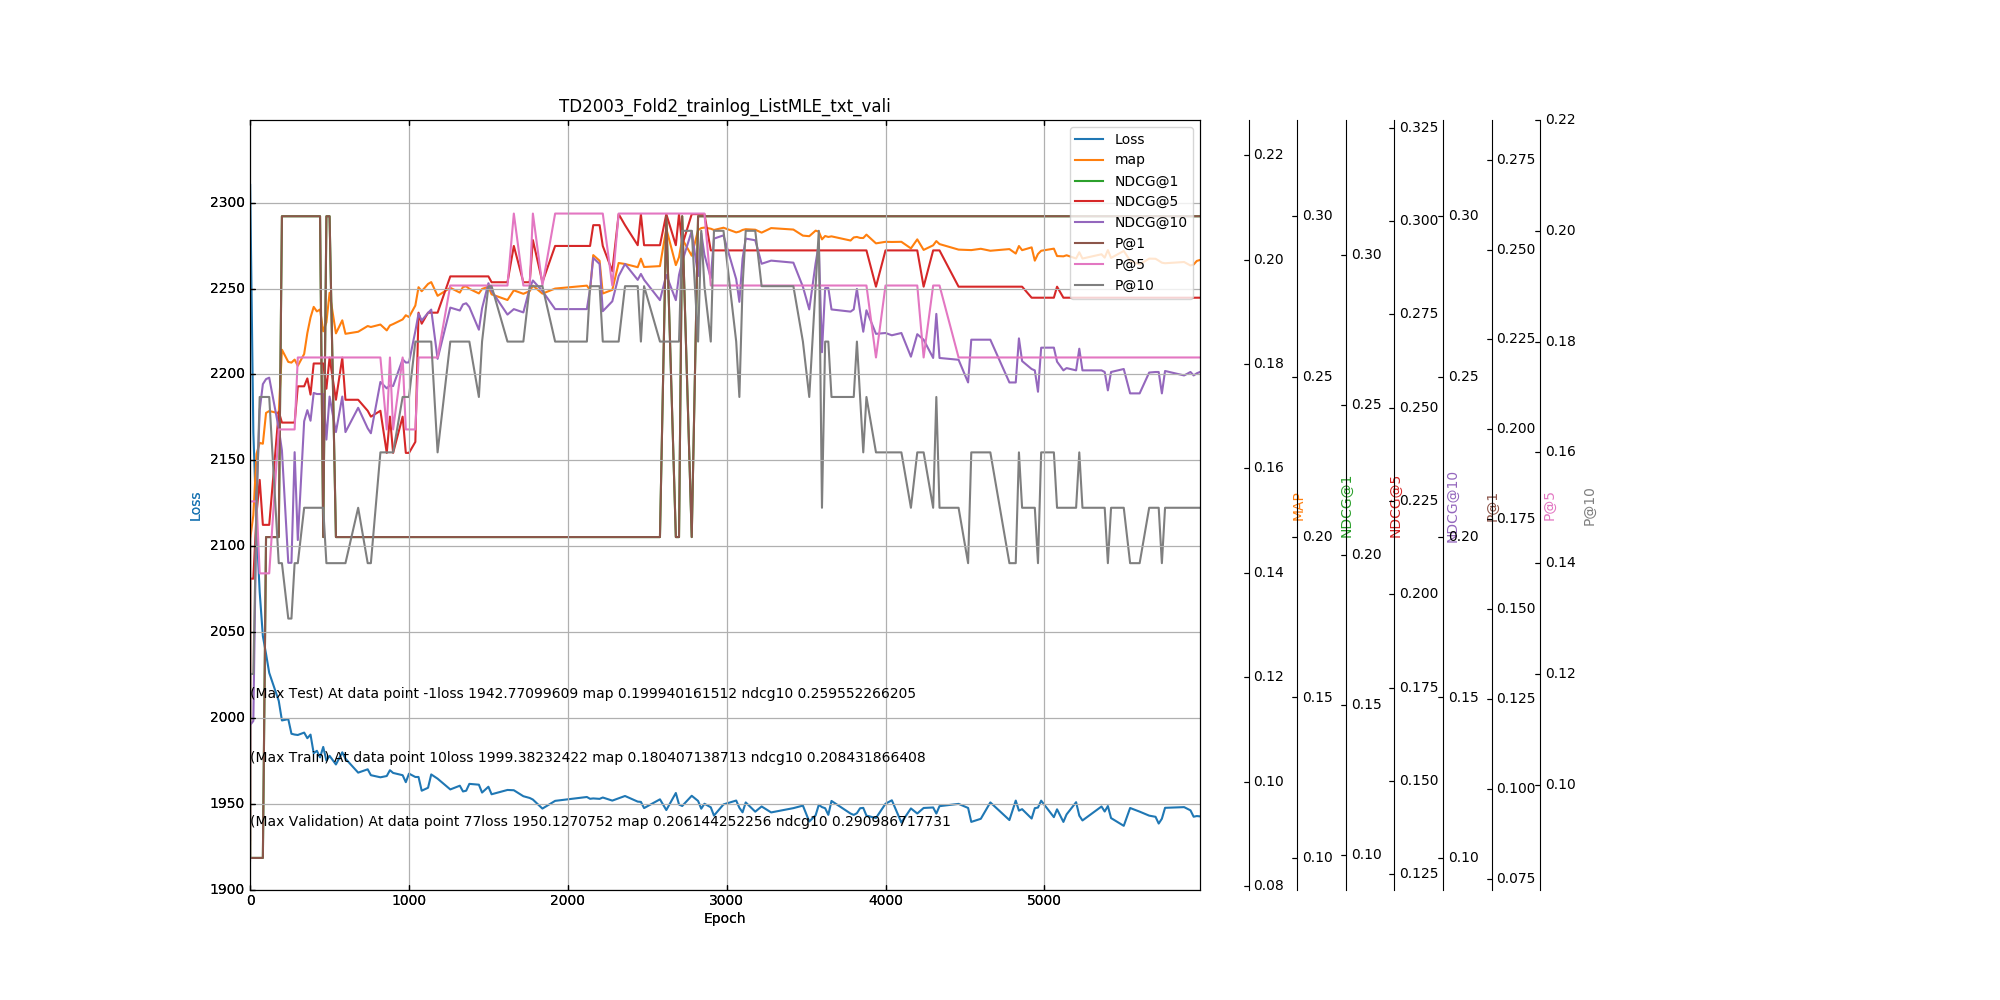 TD2003_Fold2_trainlog_ListMLE_txt_vali
Loss
map
NDCG@1
NDCG@5
NDCG@10
P@1
P@5
P@10
2300
2250
2200
2150
2100
2050
2000
1950
1900
Loss
(Max Test) At data point -1loss 1942.77099609 map 0.199940161512 ndcg10 0.259552266205
(Max Train) At data point 10loss 1999.38232422 map 0.180407138713 ndcg10 0.208431866408
(Max Validation) At data point 77loss 1950.1270752 map 0.206144252256 ndcg10 0.290986717731
0 1000 2000 3000 4000 5000
Epoch
0.22
0.20
0.18
0.16
0.14
0.12
0.10
0.08
MAP
0.30
0.25
0.20
0.15
0.10
NDCG@1
0.30
0.25
0.20
0.15
0.10
NDCG@5
0.325
0.300
0.275
0.250
0.225
0.200
0.175
0.150
0.125
NDCG@10
0.30
0.25
0.20
0.15
0.10
P@1
0.275
0.250
0.225
0.200
0.175
0.150
0.125
0.100
0.075
P@5
0.22
0.20
0.18
0.16
0.14
0.12
0.10
P@10